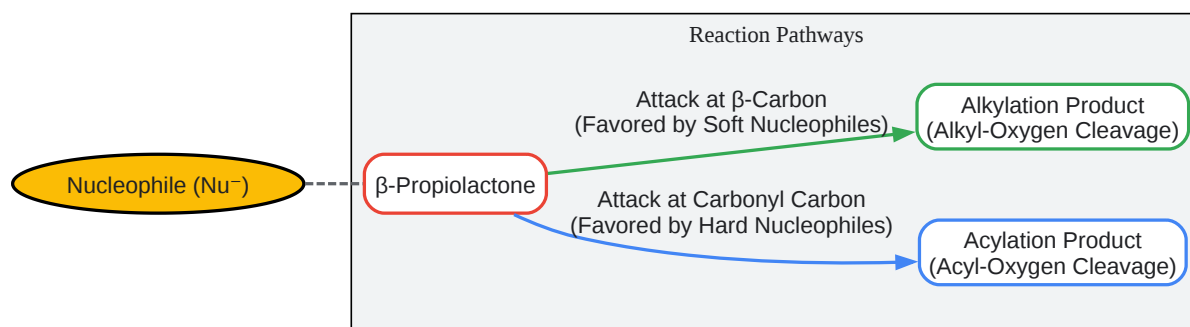 Reaction Pathways
Nucleophile (Nu⁻)
β-Propiolactone
Attack at β-Carbon
(Favored by Soft Nucleophiles)
Alkylation Product
(Alkyl-Oxygen Cleavage)
Attack at Carbonyl Carbon
(Favored by Hard Nucleophiles)
Acylation Product
(Acyl-Oxygen Cleavage)